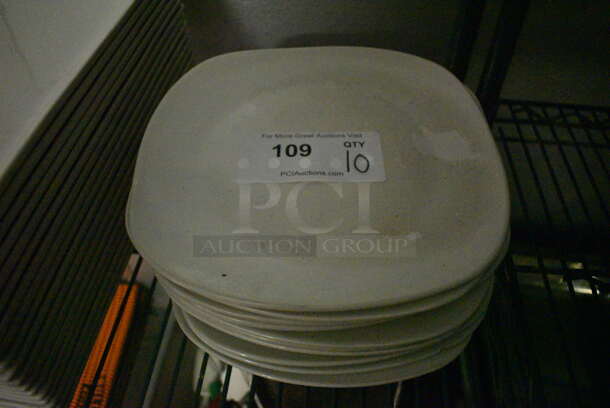 For More Great Auctions Visit
109 QTY 10
PCIAuctions.com
PCI
AUCTION GROUP